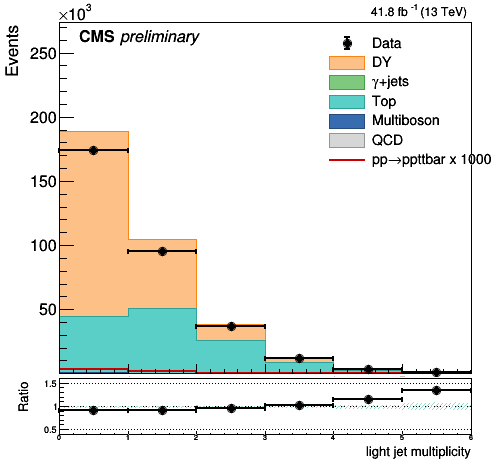 ×10³
41.8 fb⁻¹ (13 TeV)
CMS preliminary
Events
250
200
150
100
50
Data
DY
γ+jets
Top
Multiboson
QCD
pp→ppttbar x 1000
Ratio
1.5
1
0.5
0 1 2 3 4 5 6
light jet multiplicity